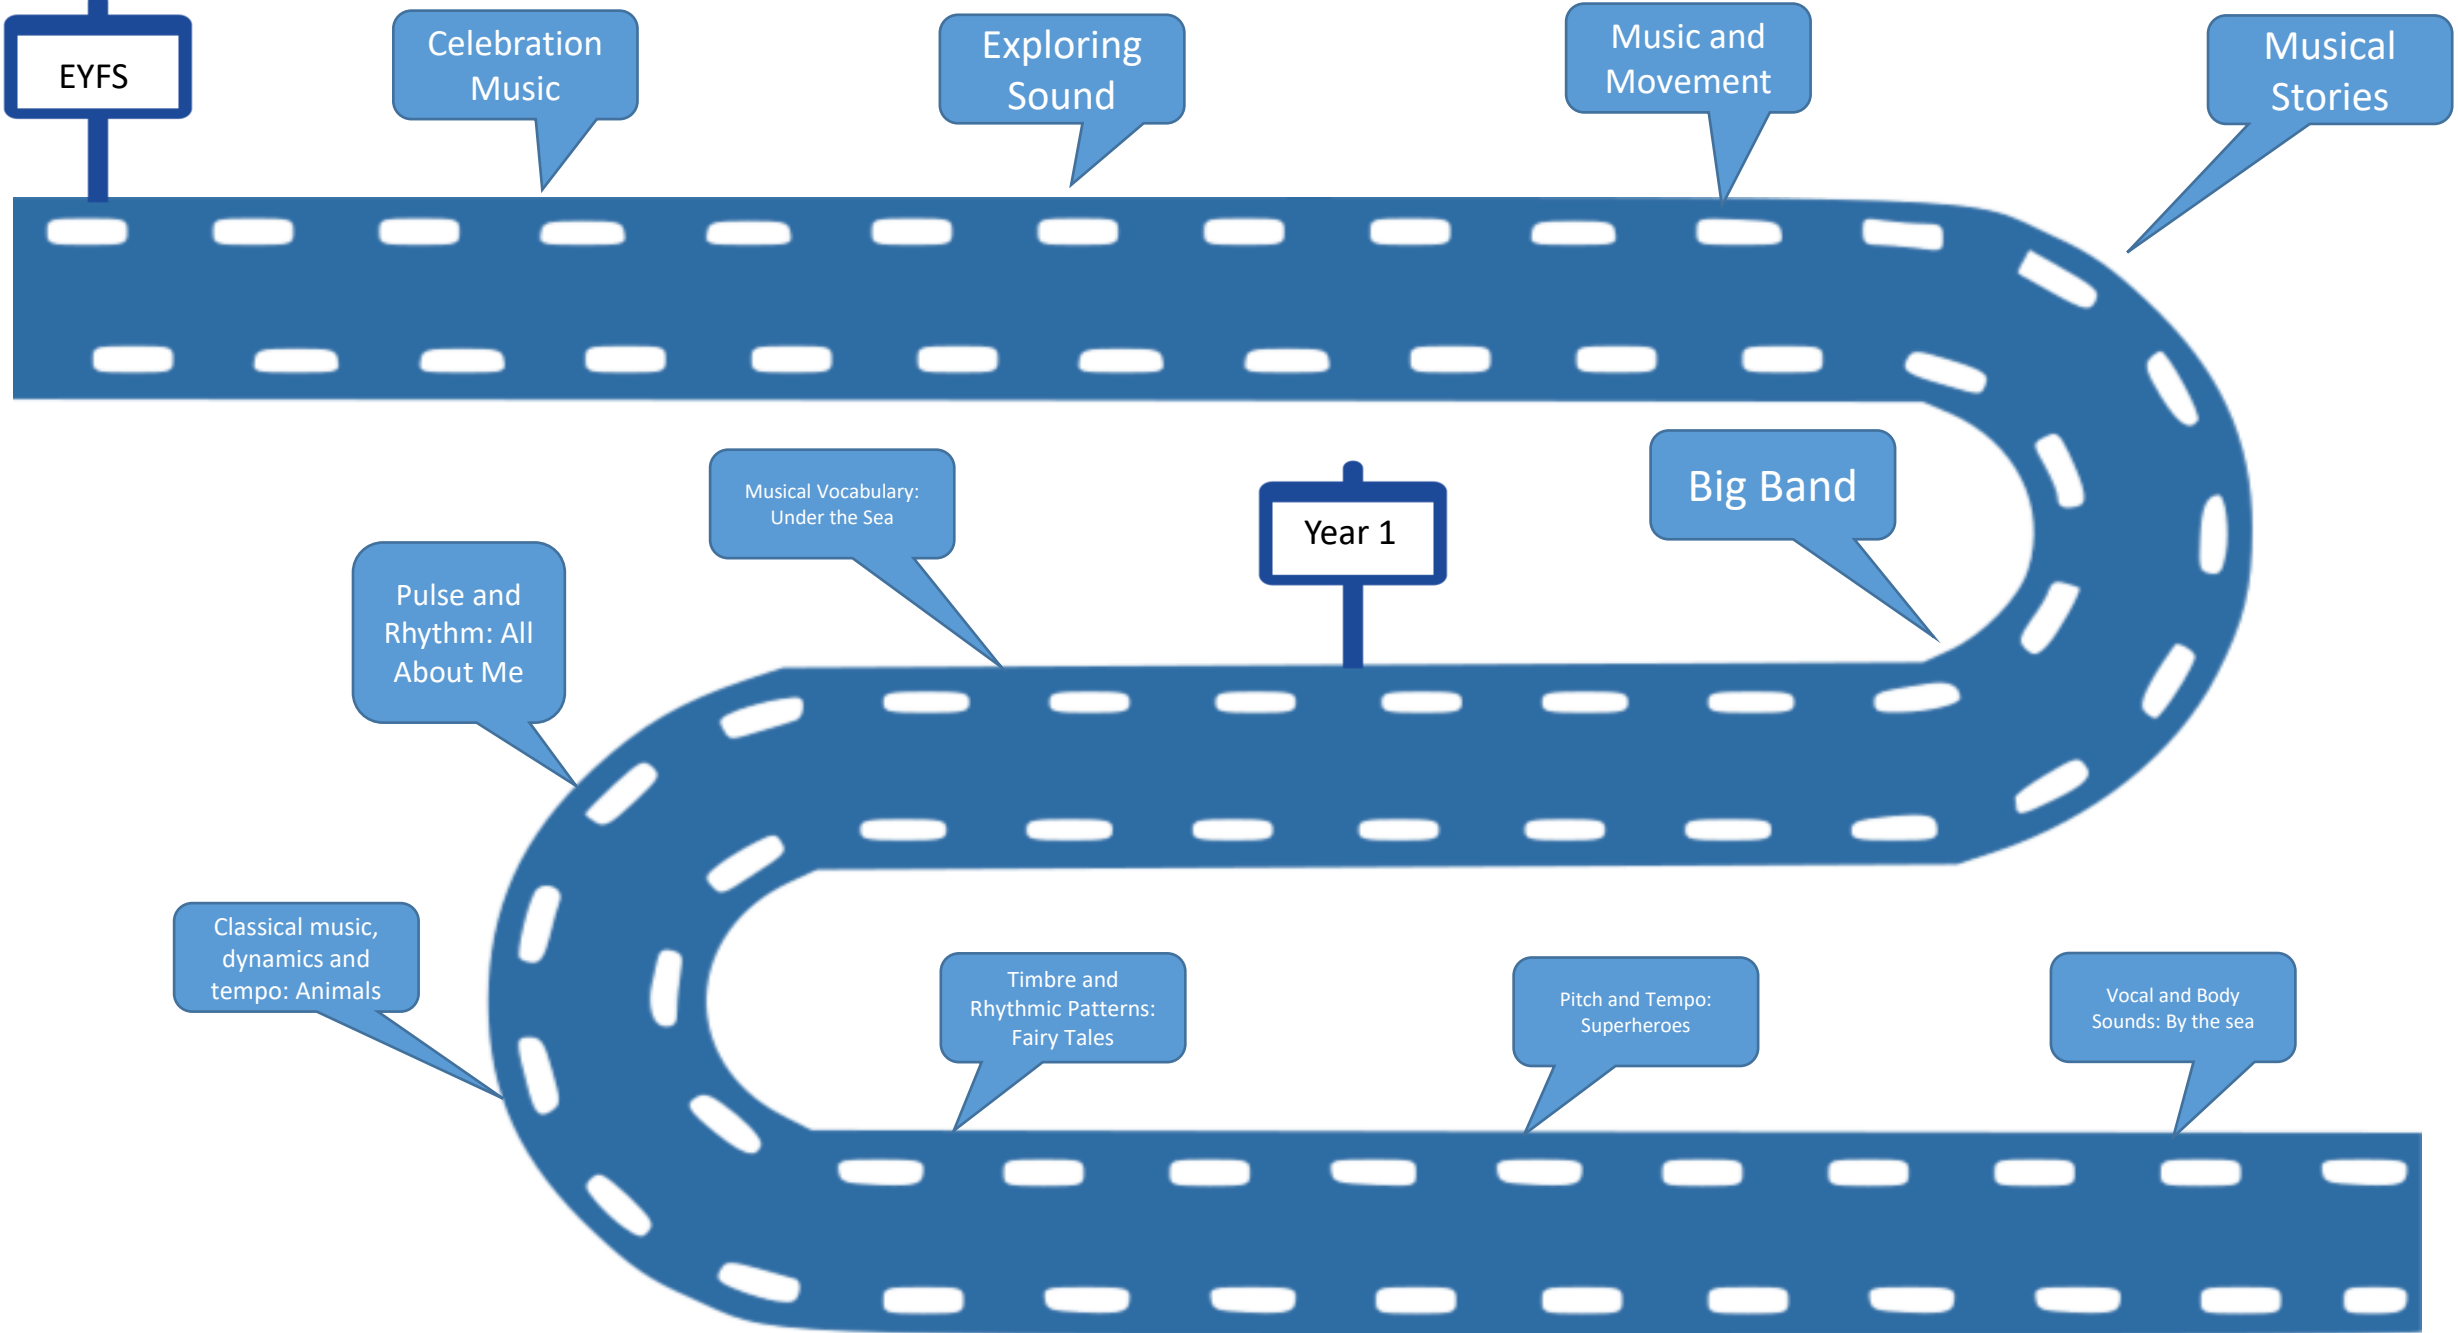 EYFS
Celebration
Music
Exploring
Sound
Music and
Movement
Musical
Stories
Big Band
Year 1
Musical Vocabulary:
Under the Sea
Pulse and
Rhythm: All
About Me
Classical music,
dynamics and
tempo: Animals
Timbre and
Rhythmic Patterns:
Fairy Tales
Pitch and Tempo:
Superheroes
Vocal and Body
Sounds: By the sea